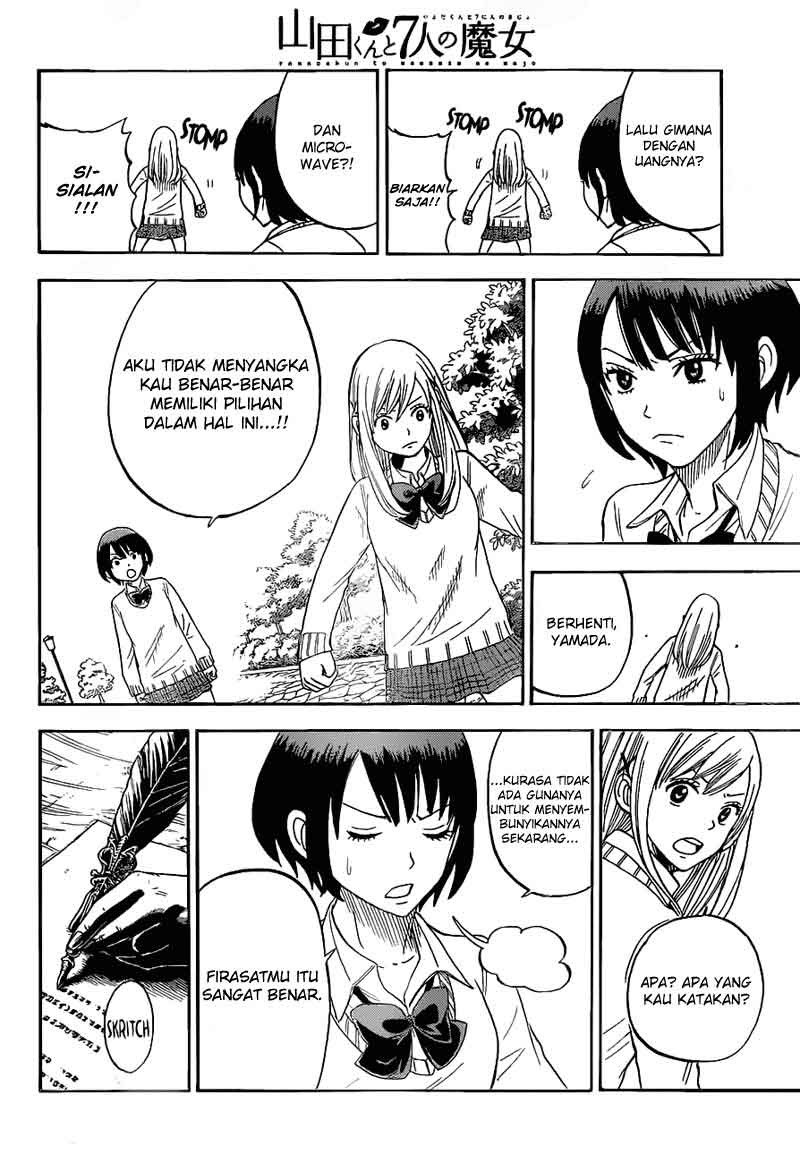 山田くんと7人の魔女
LALU GIMANA
DENGAN
UANGNYA?
STOMP
STOMP
BIARKAN
SAJA!!
DAN
MICRO-
WAVE?!
STOMP
SI-
SIALAN
!!!
AKU TIDAK MENYANGKA
KAU BENAR-BENAR
MEMILIKI PILIHAN
DALAM HAL INI...!!
BERHENTI,
YAMADA.
APA? APA YANG
KAU KATAKAN?
...KURASA TIDAK
ADA GUNANYA
UNTUK MENYEM-
BUNYIKANNYA
SEKARANG...
FIRASATMU ITU
SANGAT BENAR.
SKRITCH